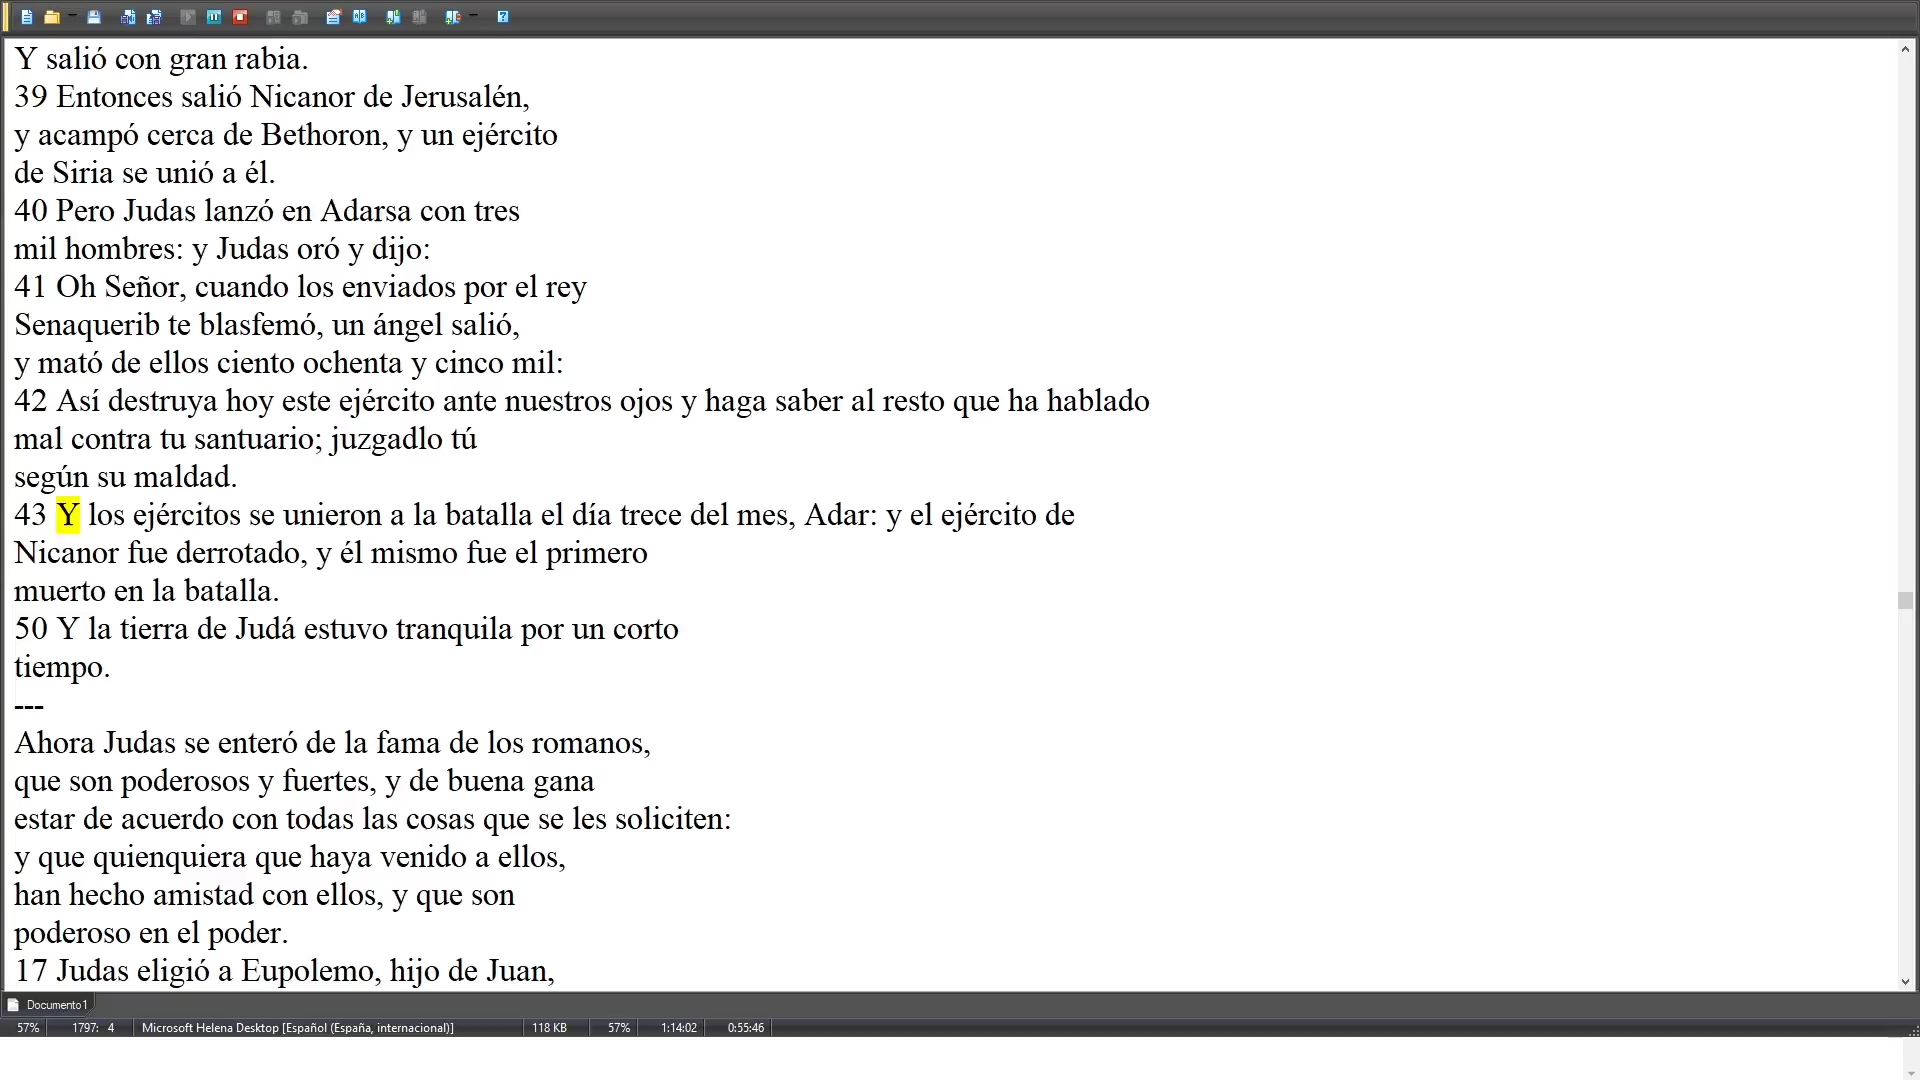 Y salió con gran rabia.
39 Entonces salió Nicanor de Jerusalén,
y acampó cerca de Bethoron, y un ejército
de Siria se unió a él.
40 Pero Judas lanzó en Adarsa con tres
mil hombres: y Judas oró y dijo:
41 Oh Señor, cuando los enviados por el rey
Senaquerib te blasfemó, un ángel salió,
y mató de ellos ciento ochenta y cinco mil:
42 Así destruya hoy este ejército ante nuestros ojos y haga saber al resto que ha hablado
mal contra tu santuario; juzgadlo tú
según su maldad.
43 Y los ejércitos se unieron a la batalla el día trece del mes, Adar: y el ejército de
Nicanor fue derrotado, y él mismo fue el primero
muerto en la batalla.
50 Y la tierra de Judá estuvo tranquila por un corto
tiempo.
---
Ahora Judas se enteró de la fama de los romanos,
que son poderosos y fuertes, y de buena gana
estar de acuerdo con todas las cosas que se les soliciten:
y que quienquiera que haya venido a ellos,
han hecho amistad con ellos, y que son
poderoso en el poder.
17 Judas eligió a Eupolemo, hijo de Juan,
Documento1
57% 1797: 4 Microsoft Helena Desktop [Español (España, internacional)] 118 KB 57% 1:14:02 0:55:46